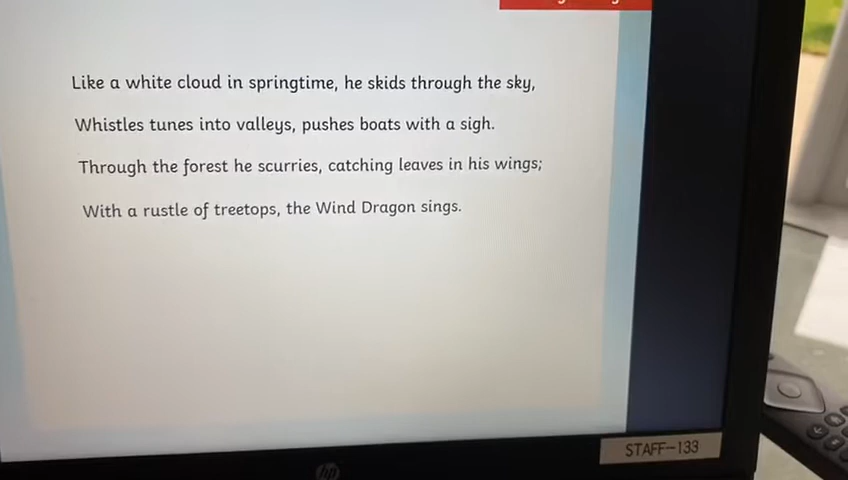 Like a white cloud in springtime, he skids through the sky,
Whistles tunes into valleys, pushes boats with a sigh.
Through the forest he scurries, catching leaves in his wings;
With a rustle of treetops, the Wind Dragon sings.
hp
STAFF-133